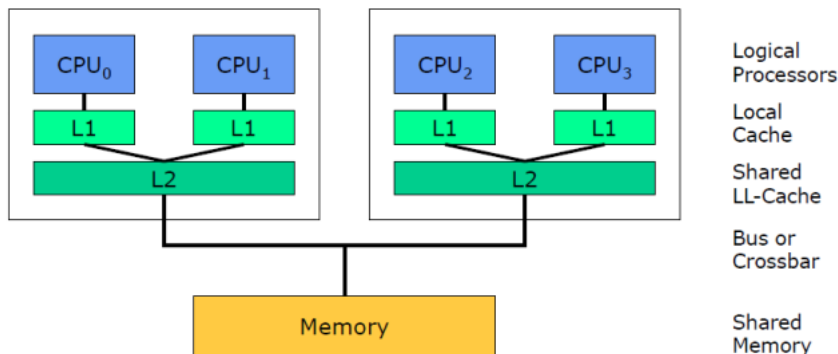 CPU₀ CPU₁ CPU₂ CPU₃ Logical
Processors
L1 L1 L1 L1 Local
Cache
L2 L2 Shared
LL-Cache
Bus or
Crossbar
Memory Shared
Memory